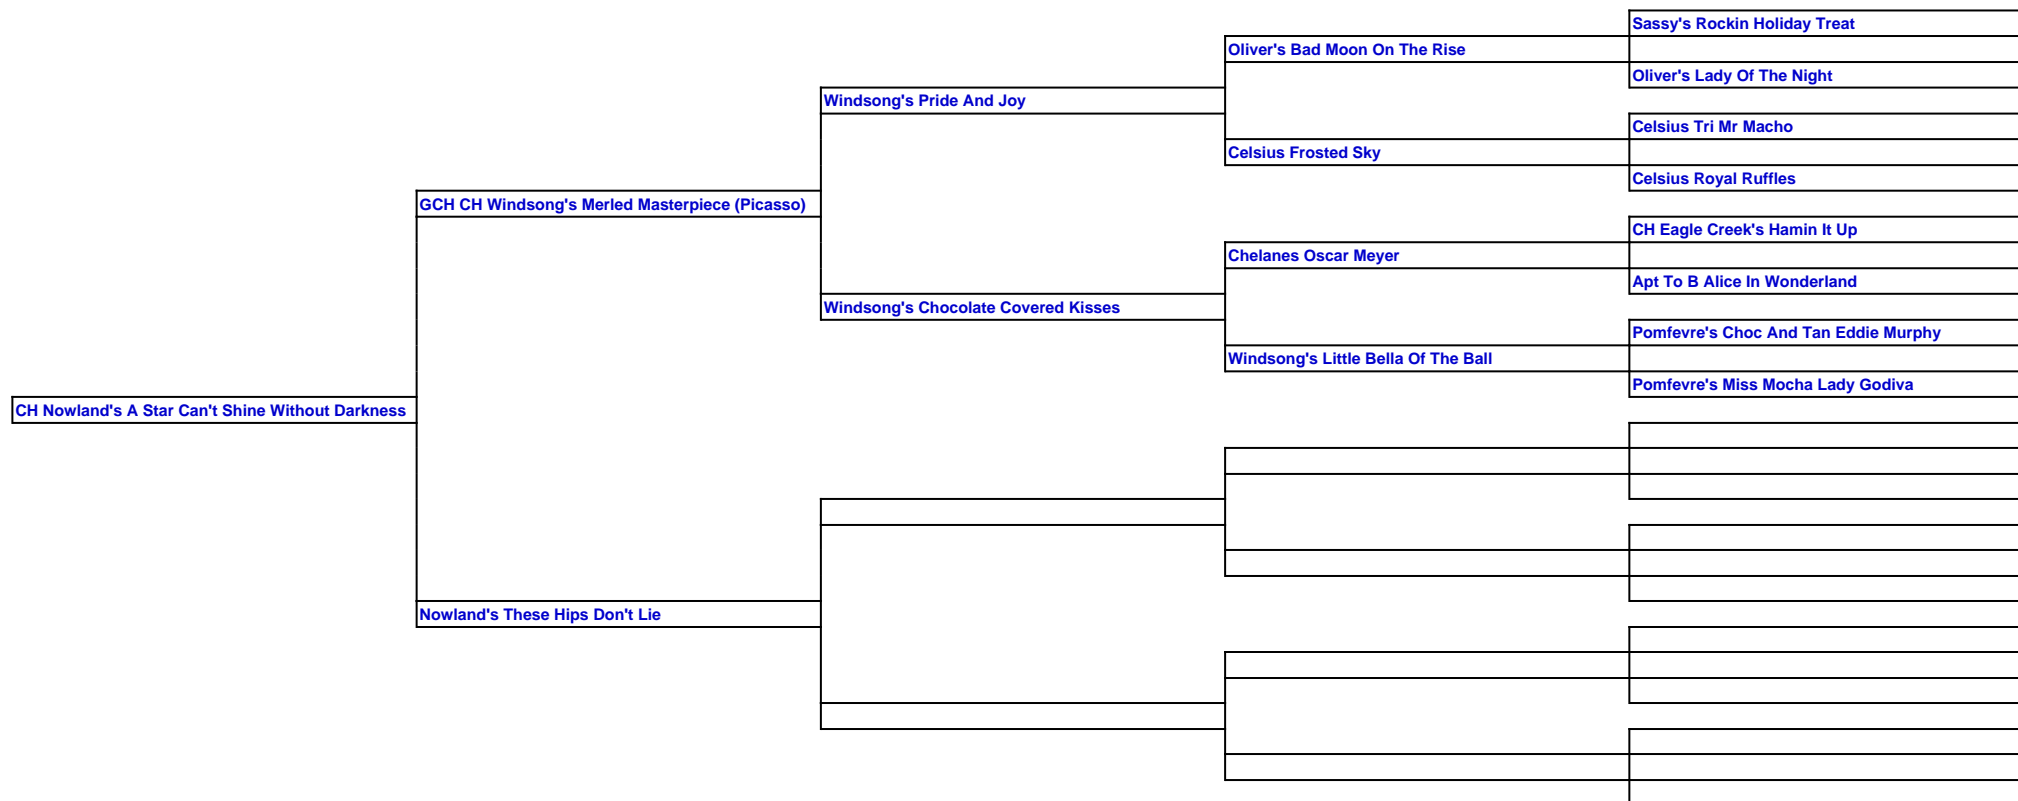 Sassy's Rockin Holiday Treat
Oliver's Bad Moon On The Rise
Oliver's Lady Of The Night
Windsong's Pride And Joy
Celsius Tri Mr Macho
Celsius Frosted Sky
Celsius Royal Ruffles
GCH CH Windsong's Merled Masterpiece (Picasso)
CH Eagle Creek's Hamin It Up
Chelanes Oscar Meyer
Apt To B Alice In Wonderland
Windsong's Chocolate Covered Kisses
Pomfevre's Choc And Tan Eddie Murphy
Windsong's Little Bella Of The Ball
Pomfevre's Miss Mocha Lady Godiva
CH Nowland's A Star Can't Shine Without Darkness
Nowland's These Hips Don't Lie